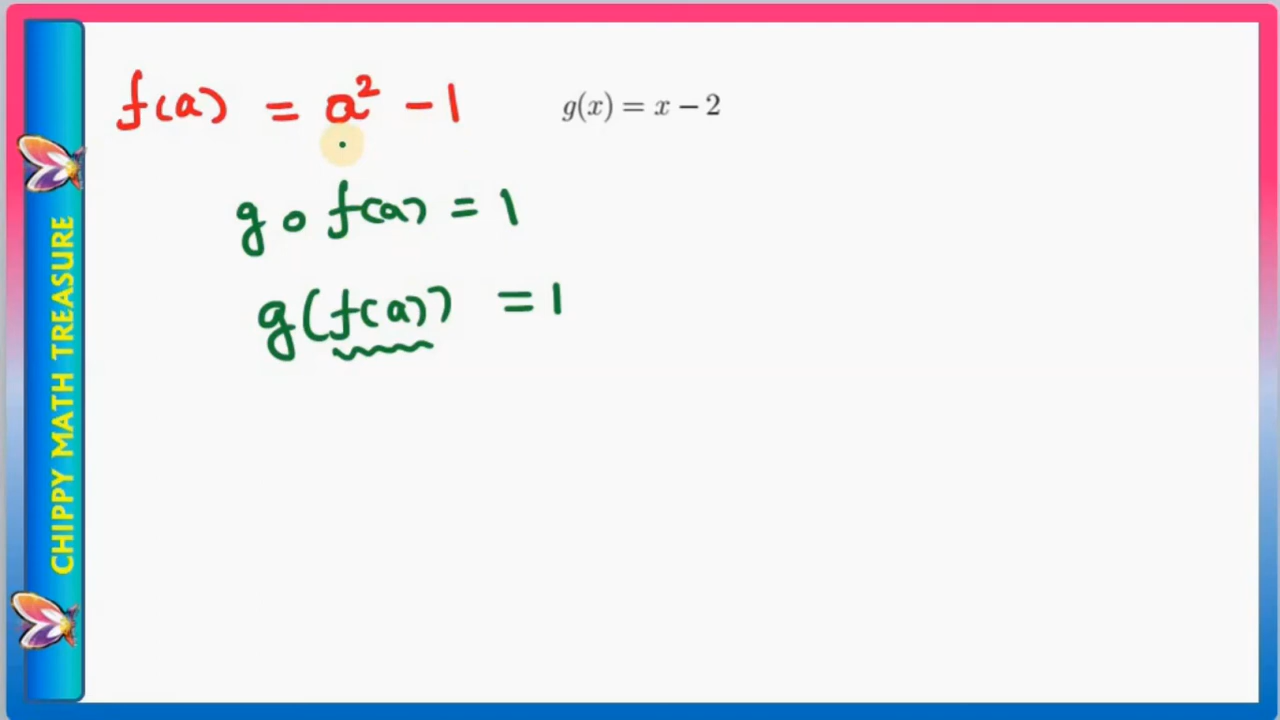 f(a) = a² - 1
g(x) = x − 2
g o f(a) = 1
g(f(a)) = 1
CHIPPY MATH TREASURE